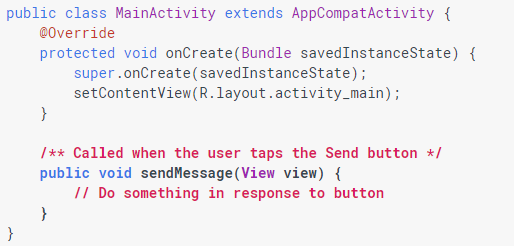 public class MainActivity extends AppCompatActivity {
    @Override
    protected void onCreate(Bundle savedInstanceState) {
        super.onCreate(savedInstanceState);
        setContentView(R.layout.activity_main);
    }

    /** Called when the user taps the Send button */
    public void sendMessage(View view) {
        // Do something in response to button
    }
}